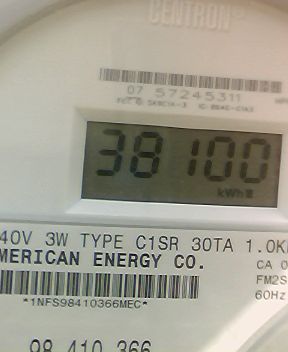 CENTRON
07 57245311
38100
kWh
40V 3W TYPE C1SR 30TA 1.0K
MERICAN ENERGY CO.
CA 0
FM2S
*1NFS98410366MEC*
60Hz
98 410 366